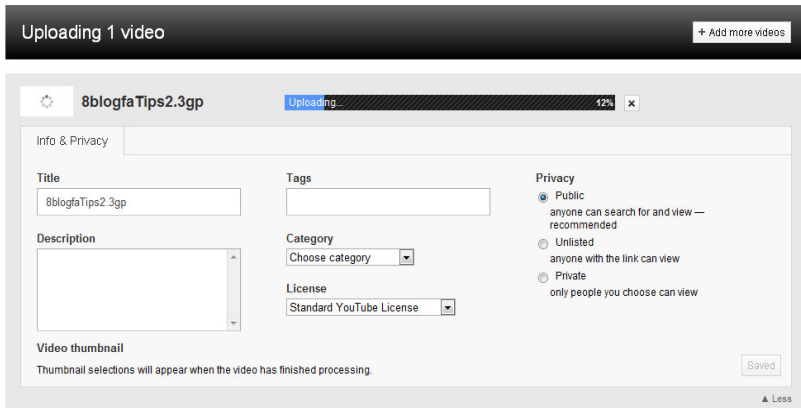 Uploading 1 video
+ Add more videos
8blogfaTips2.3gp
Uploading...
12%
x
Info & Privacy
Title
8blogfaTips2.3gp
Description
Tags
Category
Choose category
License
Standard YouTube License
Privacy
Public
anyone can search for and view —
recommended
Unlisted
anyone with the link can view
Private
only people you choose can view
Video thumbnail
Thumbnail selections will appear when the video has finished processing.
Saved
▲ Less